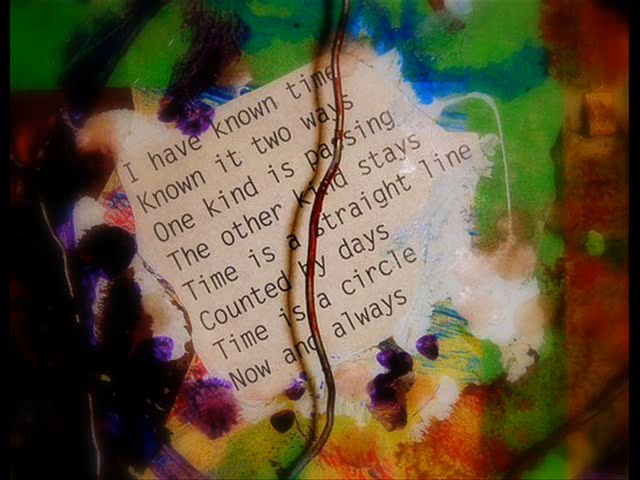 I have known time
Known it two ways
One kind is passing
The other kind stays
Time is a straight line
Counted by days
Time is a circle
Now and always